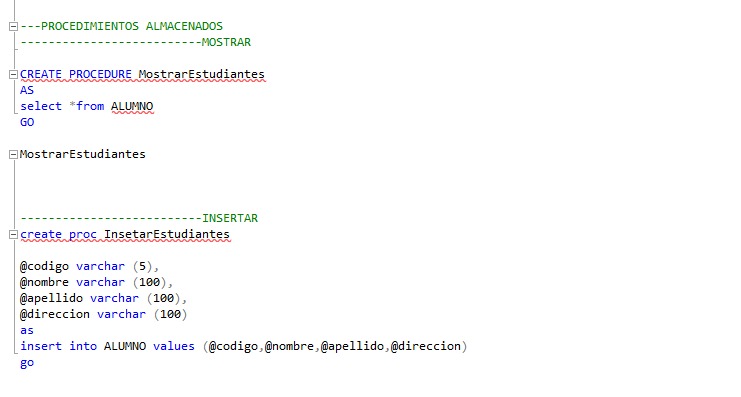 ---PROCEDIMIENTOS ALMACENADOS
--------------------------MOSTRAR
CREATE PROCEDURE MostrarEstudiantes
AS
select *from ALUMNO
GO
MostrarEstudiantes
--------------------------INSERTAR
create proc InsetarEstudiantes
@codigo varchar (5),
@nombre varchar (100),
@apellido varchar (100),
@direccion varchar (100)
as
insert into ALUMNO values (@codigo,@nombre,@apellido,@direccion)
go